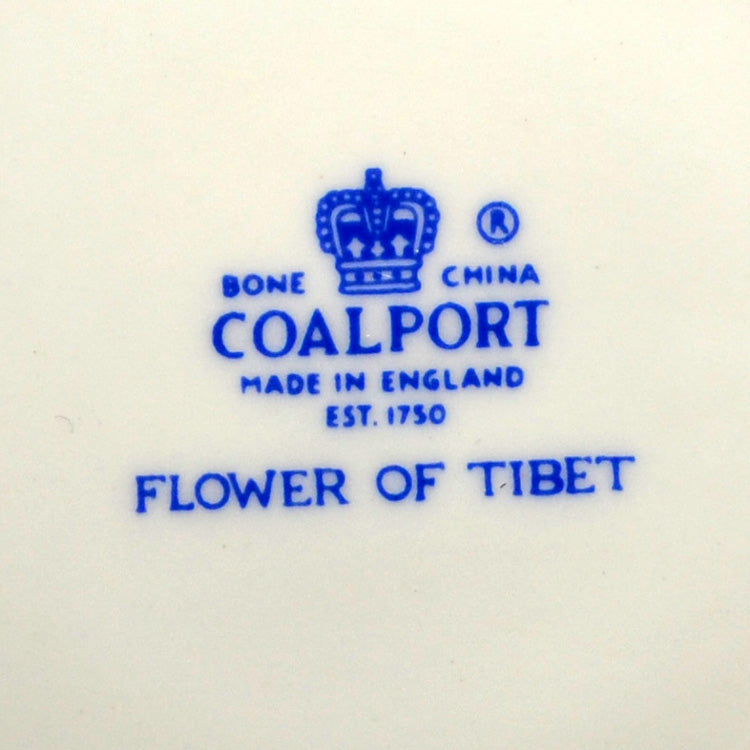 ®
BONE CHINA
COALPORT
MADE IN ENGLAND
EST. 1750
FLOWER OF TIBET